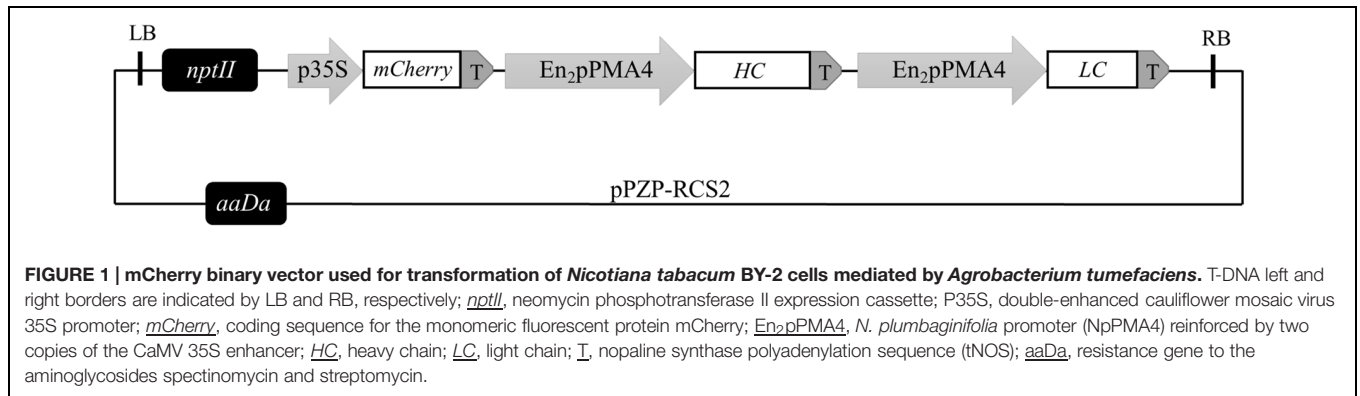 LB
RB
nptII p35S mCherry T En₂pPMA4 HC T En₂pPMA4 LC T
pPZP-RCS2
aaDa
FIGURE 1 | mCherry binary vector used for transformation of Nicotiana tabacum BY-2 cells mediated by Agrobacterium tumefaciens. T-DNA left and
right borders are indicated by LB and RB, respectively; nptII, neomycin phosphotransferase II expression cassette; P35S, double-enhanced cauliflower mosaic virus
35S promoter; mCherry, coding sequence for the monomeric fluorescent protein mCherry; En₂pPMA4, N. plumbaginifolia promoter (NpPMA4) reinforced by two
copies of the CaMV 35S enhancer; HC, heavy chain; LC, light chain; T, nopaline synthase polyadenylation sequence (tNOS); aaDa, resistance gene to the
aminoglycosides spectinomycin and streptomycin.